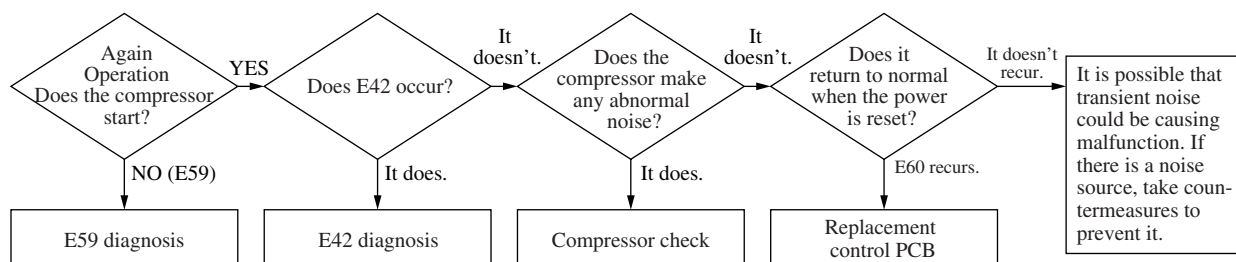 Again
Operation
Does the compressor
start?
YES
NO (E59)
E59 diagnosis
Does E42 occur?
It
doesn't.
It does.
E42 diagnosis
Does the
compressor make
any abnormal
noise?
It
doesn't.
It does.
Compressor check
Does it
return to normal
when the power
is reset?
It doesn't
recur.
E60 recurs.
Replacement
control PCB
It is possible that
transient noise
could be causing
malfunction. If
there is a noise
source, take coun-
termeasures to
prevent it.